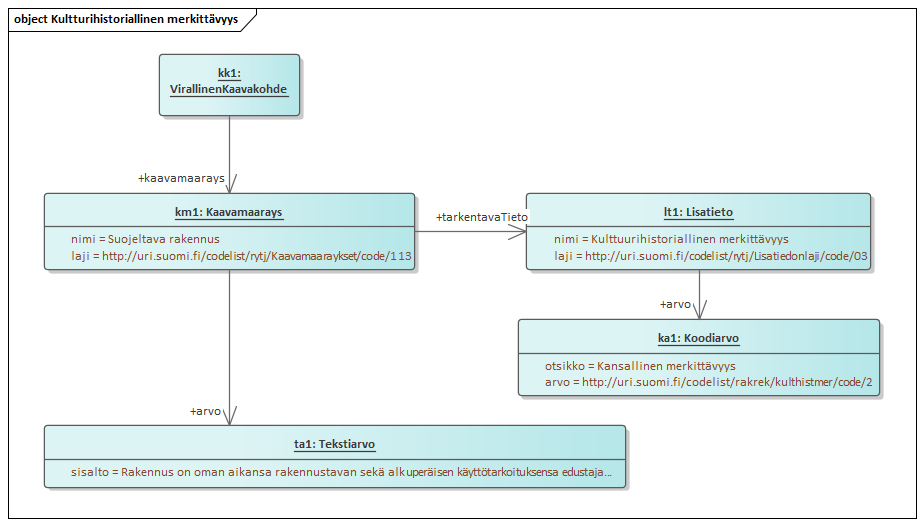 object Kultturihistoriallinen merkittävyys
kk1:
VirallinenKaavakohde
+kaavamaarays
km1: Kaavamaarays
nimi = Suojeltava rakennus
laji = http://uri.suomi.fi/codelist/rytj/Kaavamaaraykset/code/113
+tarkentavaTieto
lt1: Lisatieto
nimi = Kulttuurihistoriallinen merkittävyys
laji = http://uri.suomi.fi/codelist/rytj/Lisatiedonlaji/code/03
+arvo
ka1: Koodiarvo
otsikko = Kansallinen merkittävyys
arvo = http://uri.suomi.fi/codelist/rakrek/kulthistmer/code/2
+arvo
ta1: Tekstiarvo
sisalto = Rakennus on oman aikansa rakennustavan sekä alkuperäisen käyttötarkoituksensa edustaja...